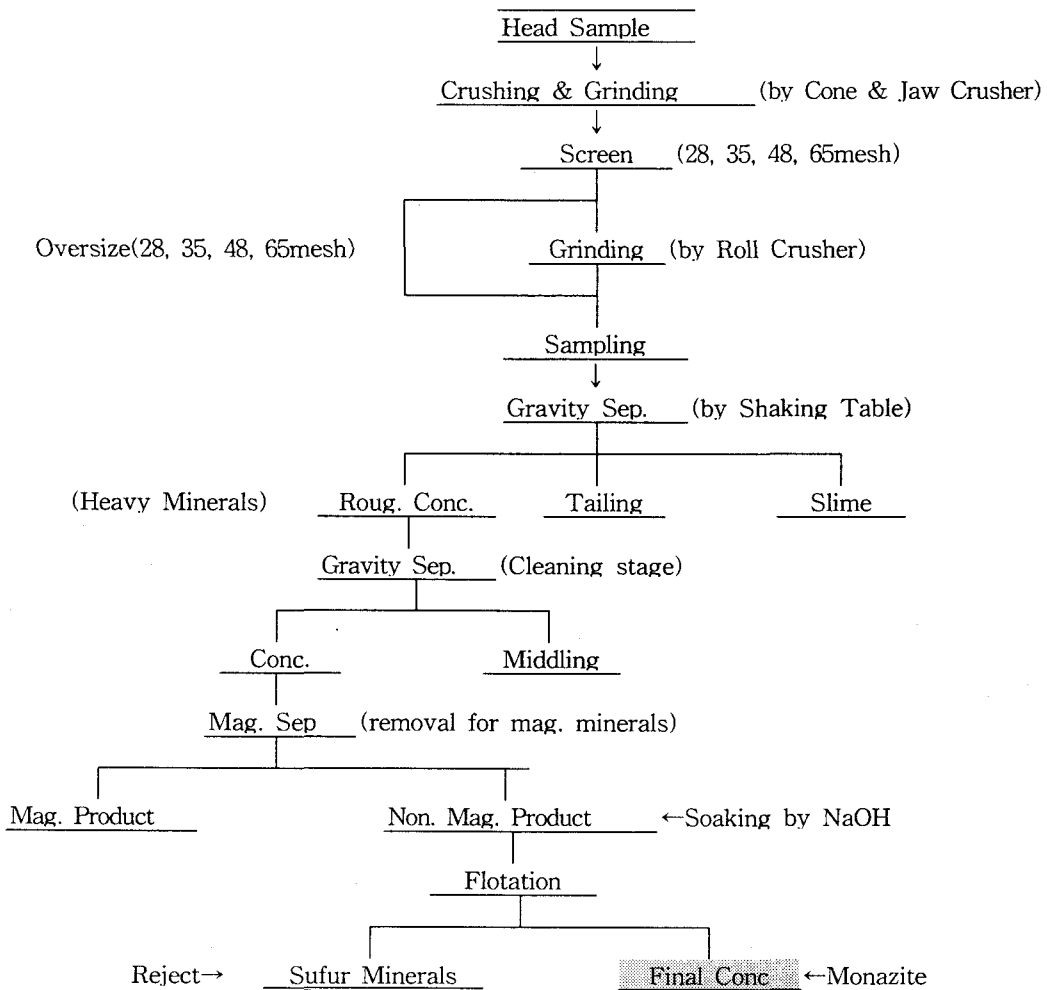 Head Sample
↓
Crushing & Grinding (by Cone & Jaw Crusher)
↓
Screen (28, 35, 48, 65mesh)
Oversize(28, 35, 48, 65mesh) Grinding (by Roll Crusher)
Sampling
↓
Gravity Sep. (by Shaking Table)
(Heavy Minerals) Roug. Conc. Tailing Slime
Gravity Sep. (Cleaning stage)
Conc. Middling
Mag. Sep (removal for mag. minerals)
Mag. Product Non. Mag. Product ←Soaking by NaOH
Flotation
Reject→ Sufur Minerals Final Conc ←Monazite